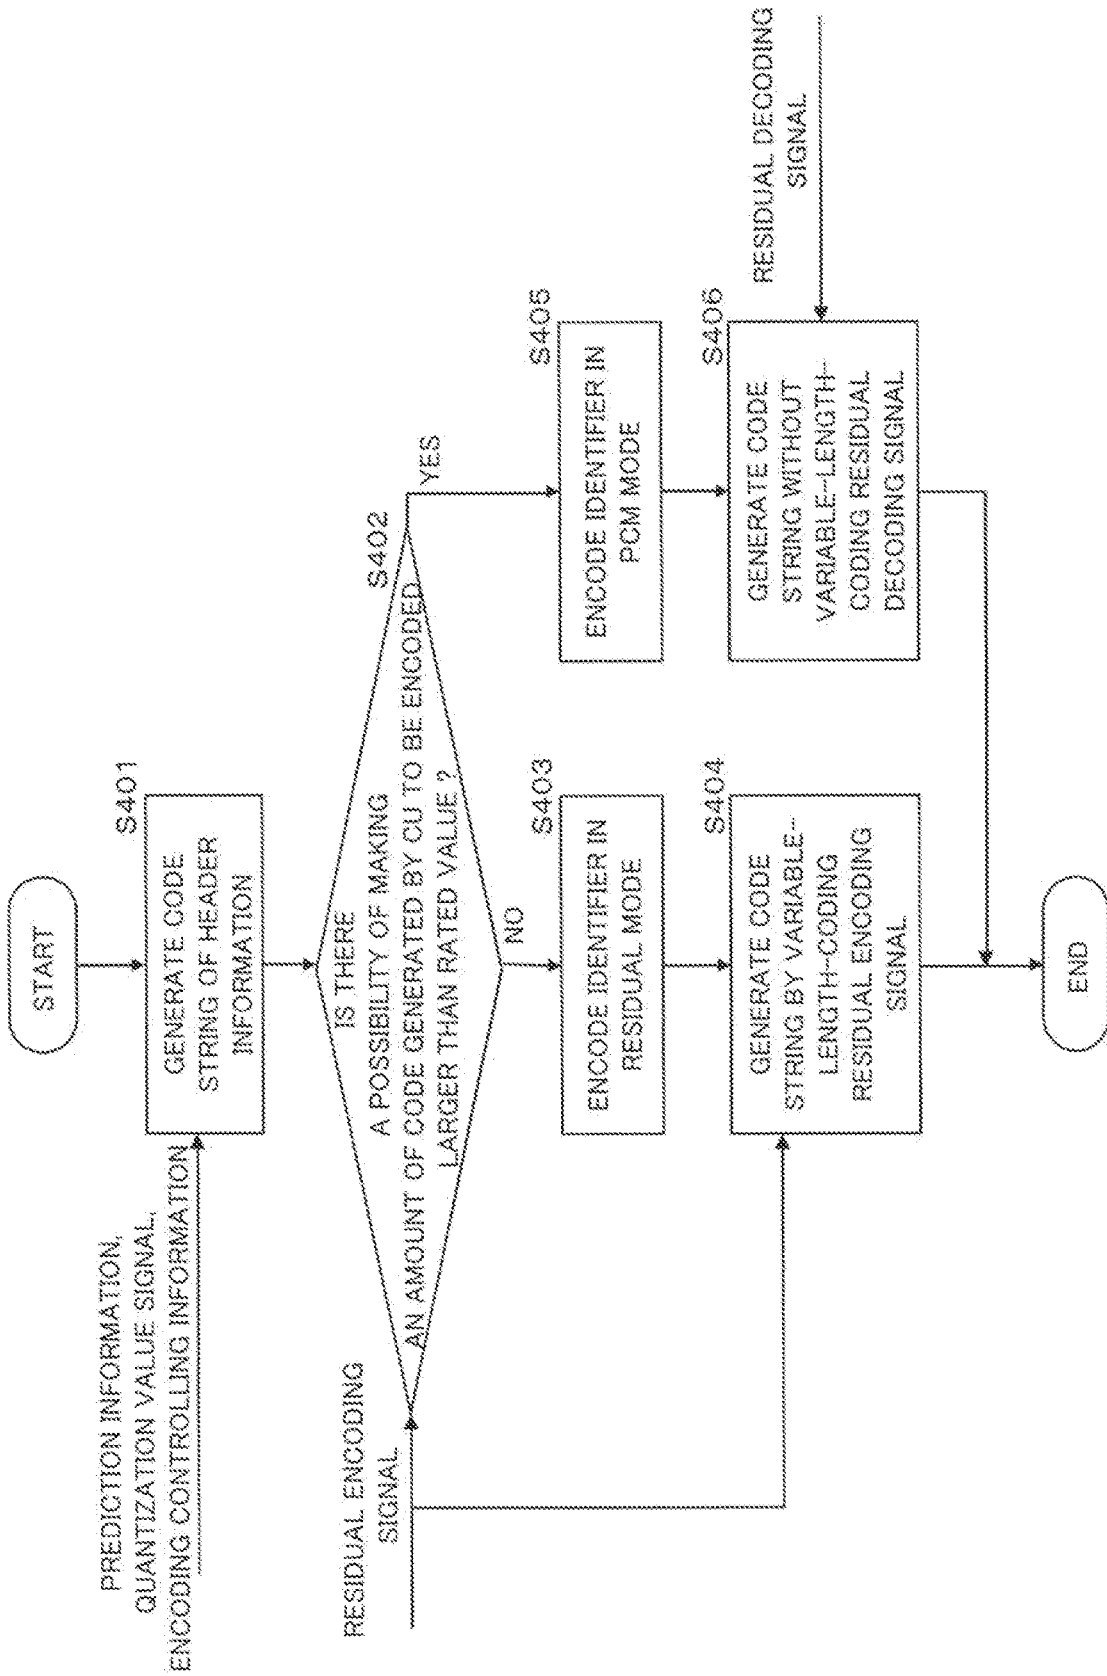 START
PREDICTION INFORMATION,
QUANTIZATION VALUE SIGNAL,
ENCODING CONTROLLING INFORMATION
S401
GENERATE CODE
STRING OF HEADER
INFORMATION
RESIDUAL ENCODING
SIGNAL
S402
IS THERE
A POSSIBILITY OF MAKING
AN AMOUNT OF CODE GENERATED BY CU TO BE ENCODED
LARGER THAN RATED VALUE ?
YES
NO
S403
ENCODE IDENTIFIER IN
RESIDUAL MODE
S405
ENCODE IDENTIFIER IN
PCM MODE
S404
GENERATE CODE
STRING BY VARIABLE-
LENGTH-CODING
RESIDUAL ENCODING
SIGNAL
S406
GENERATE CODE
STRING WITHOUT
VARIABLE-LENGTH-
CODING RESIDUAL
DECODING SIGNAL
RESIDUAL DECODING
SIGNAL
END